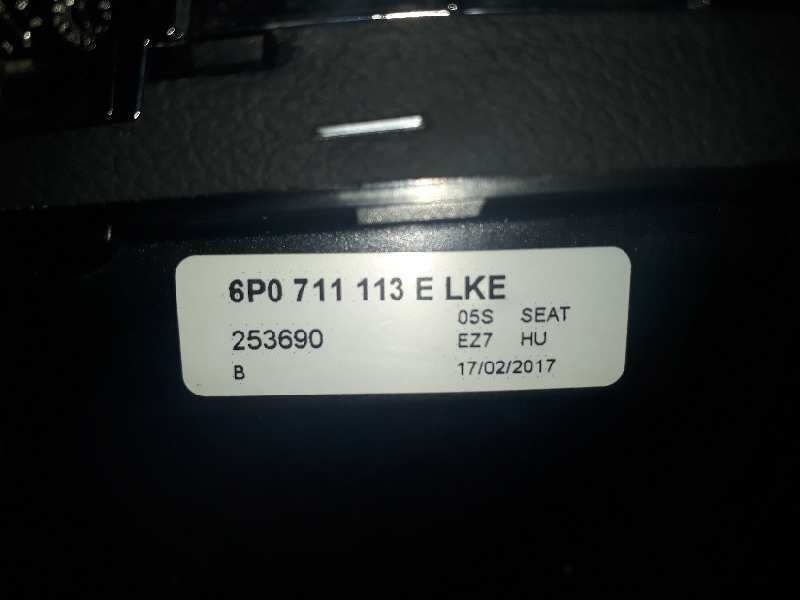 6P0 711 113 E LKE
05S SEAT
253690 EZ7 HU
B 17/02/2017